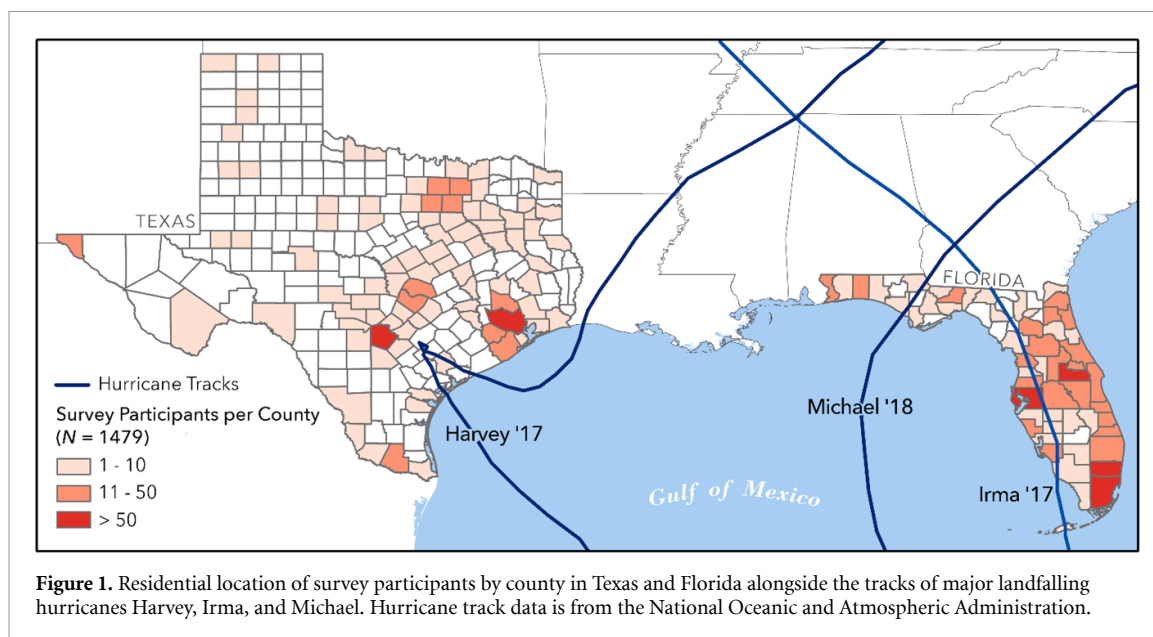 TEXAS
FLORIDA
Hurricane Tracks
Survey Participants per County
(N = 1479)
1 - 10
11 - 50
> 50
Harvey '17
Michael '18
Irma '17
Gulf of Mexico
Figure 1. Residential location of survey participants by county in Texas and Florida alongside the tracks of major landfalling
hurricanes Harvey, Irma, and Michael. Hurricane track data is from the National Oceanic and Atmospheric Administration.